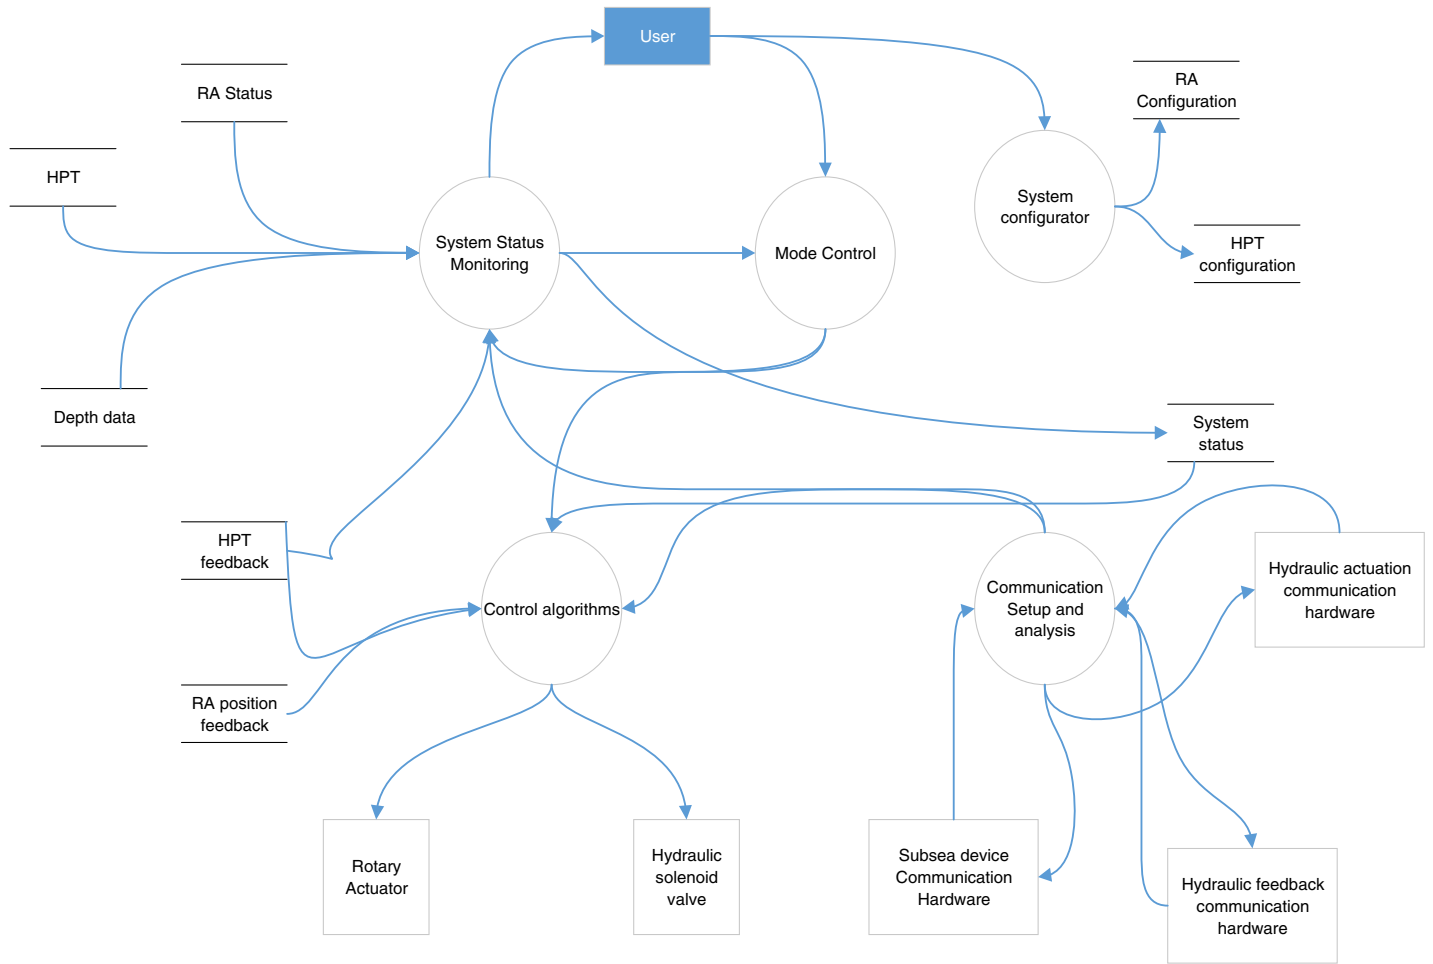 User
RA Status
RA
Configuration
HPT
System
configurator
System Status
Monitoring
Mode Control
HPT
configuration
Depth data
System
status
HPT
feedback
Control algorithms
Communication
Setup and
analysis
Hydraulic actuation
communication
hardware
RA position
feedback
Rotary
Actuator
Hydraulic
solenoid
valve
Subsea device
Communication
Hardware
Hydraulic feedback
communication
hardware